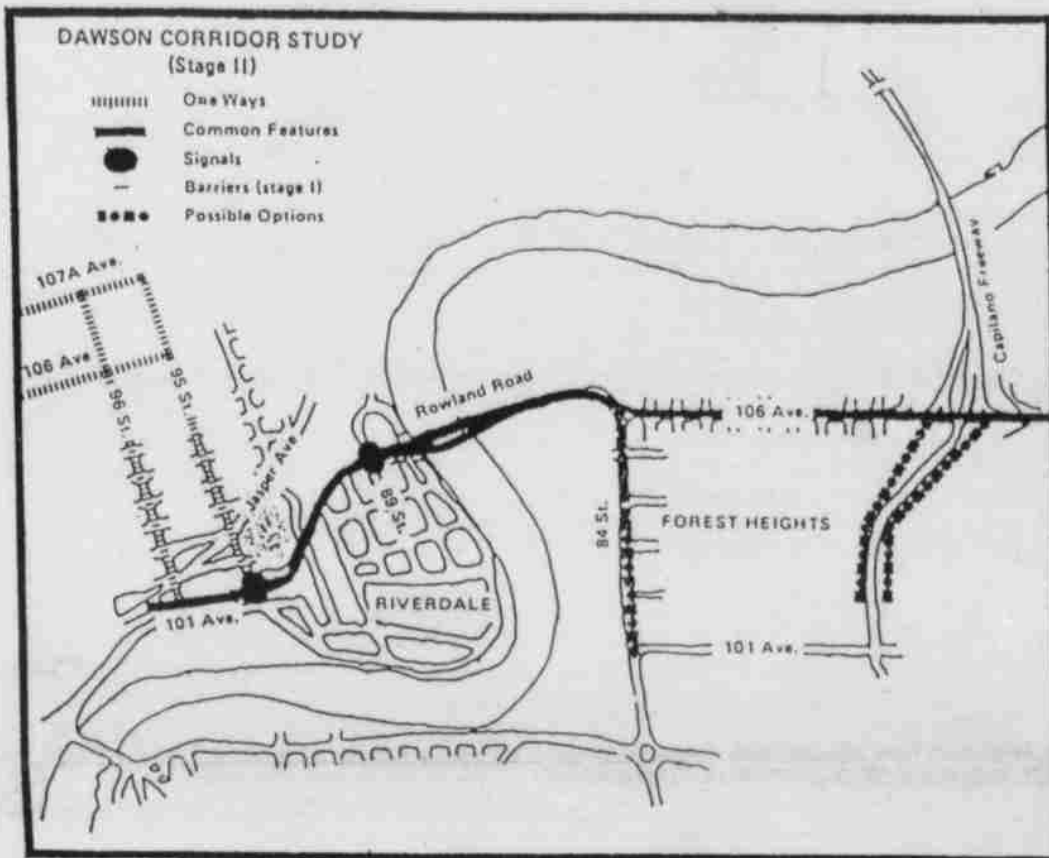 DAWSON CORRIDOR STUDY
(Stage II)
One Ways
Common Features
Signals
Barriers (stage I)
Possible Options
107A Ave.
106 Ave
96 St.
95 St.
Jasper Ave.
89 St.
Rowland Road
106 Ave.
Capilano Freeway
84 St.
FOREST HEIGHTS
RIVERDALE
101 Ave.
101 Ave.